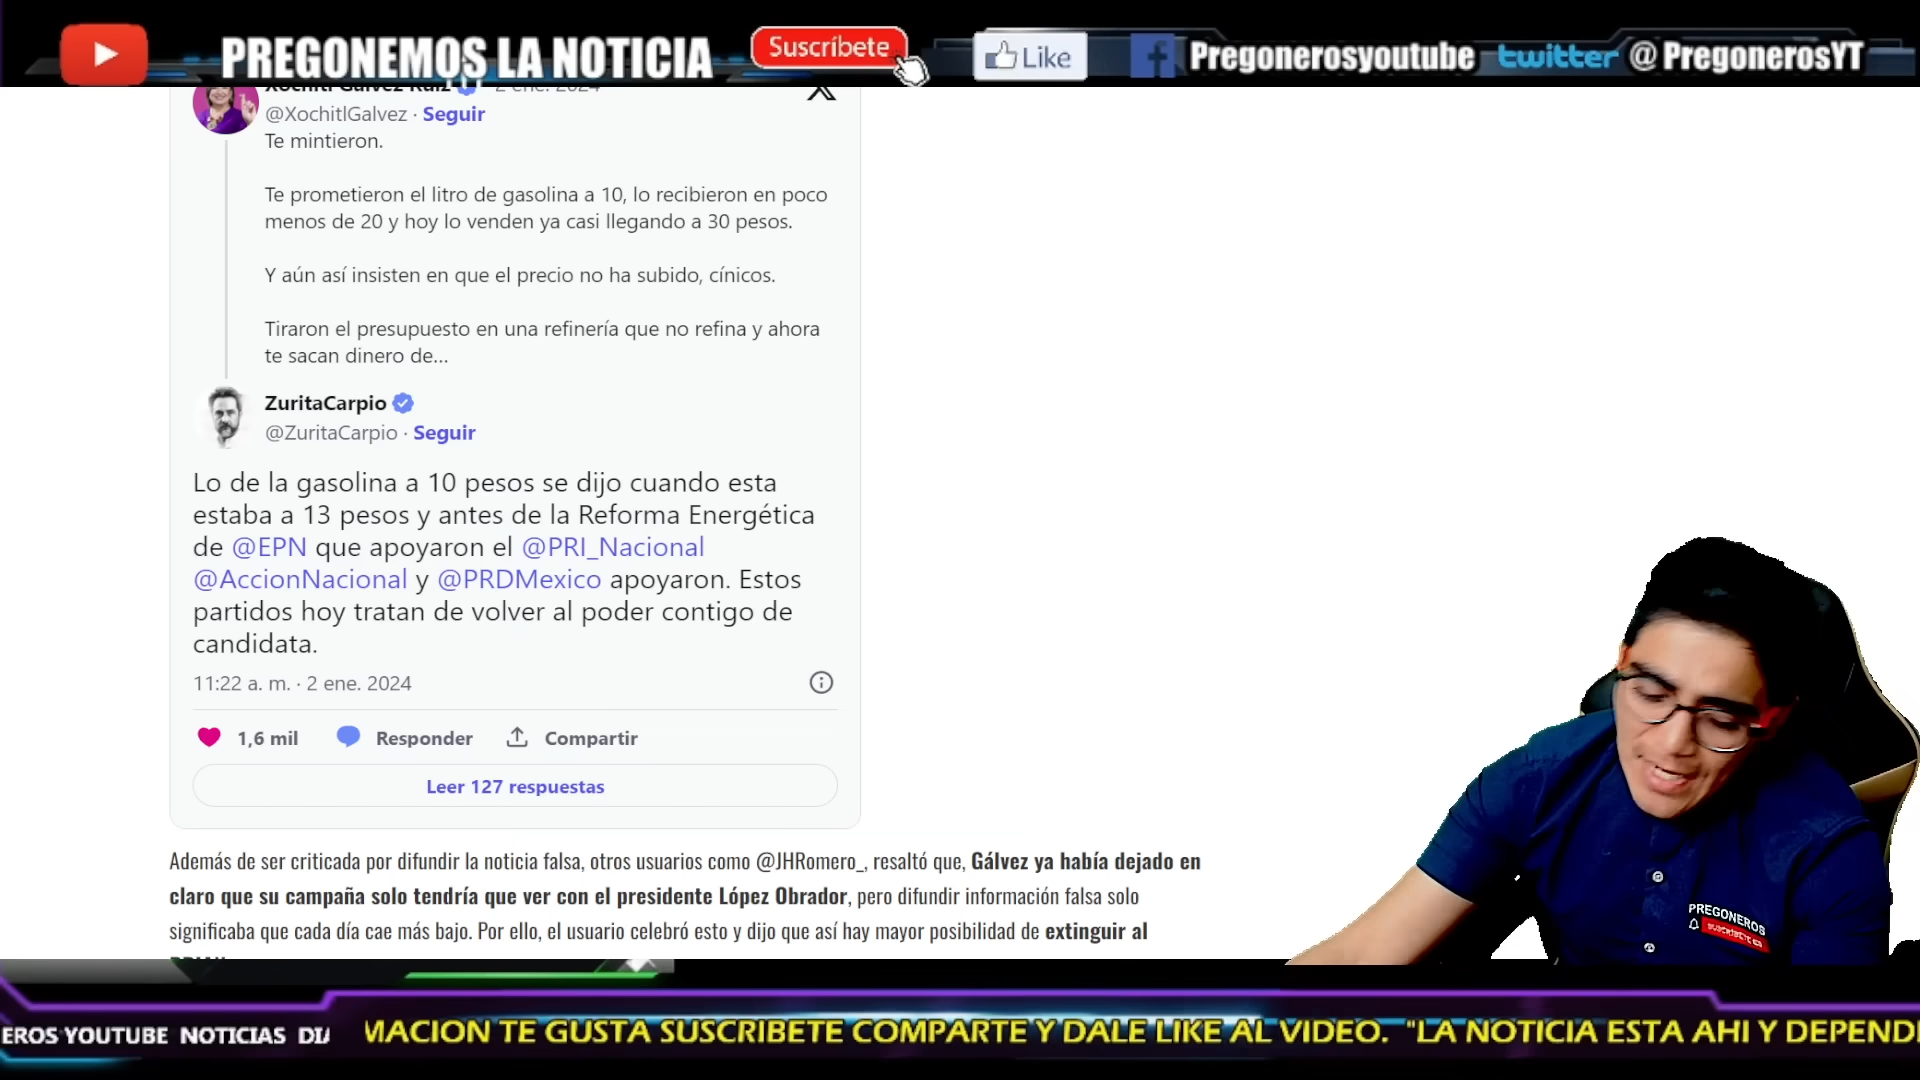 PREGONEMOS LA NOTICIA
Suscríbete
Like
Pregonerosyoutube
twitter @PregonerosYT
Xóchitl Gálvez Ruiz · 2 ene. 2024
@XochitlGalvez · Seguir
Te mintieron.
Te prometieron el litro de gasolina a 10, lo recibieron en poco
menos de 20 y hoy lo venden ya casi llegando a 30 pesos.
Y aún así insisten en que el precio no ha subido, cínicos.
Tiraron el presupuesto en una refinería que no refina y ahora
te sacan dinero de...
ZuritaCarpio
@ZuritaCarpio · Seguir
Lo de la gasolina a 10 pesos se dijo cuando esta
estaba a 13 pesos y antes de la Reforma Energética
de @EPN que apoyaron el @PRI_Nacional
@AccionNacional y @PRDMexico apoyaron. Estos
partidos hoy tratan de volver al poder contigo de
candidata.
11:22 a. m. · 2 ene. 2024
1,6 mil
Responder
Compartir
Leer 127 respuestas
Además de ser criticada por difundir la noticia falsa, otros usuarios como @JHRomero_, resaltó que, Gálvez ya había dejado en
claro que su campaña solo tendría que ver con el presidente López Obrador, pero difundir información falsa solo
significaba que cada día cae más bajo. Por ello, el usuario celebró esto y dijo que así hay mayor posibilidad de extinguir al
PREGONEROS
SUSCRÍBETE
EROS YOUTUBE NOTICIAS DIA
MACION TE GUSTA SUSCRIBETE COMPARTE Y DALE LIKE AL VIDEO. "LA NOTICIA ESTA AHI Y DEPEND